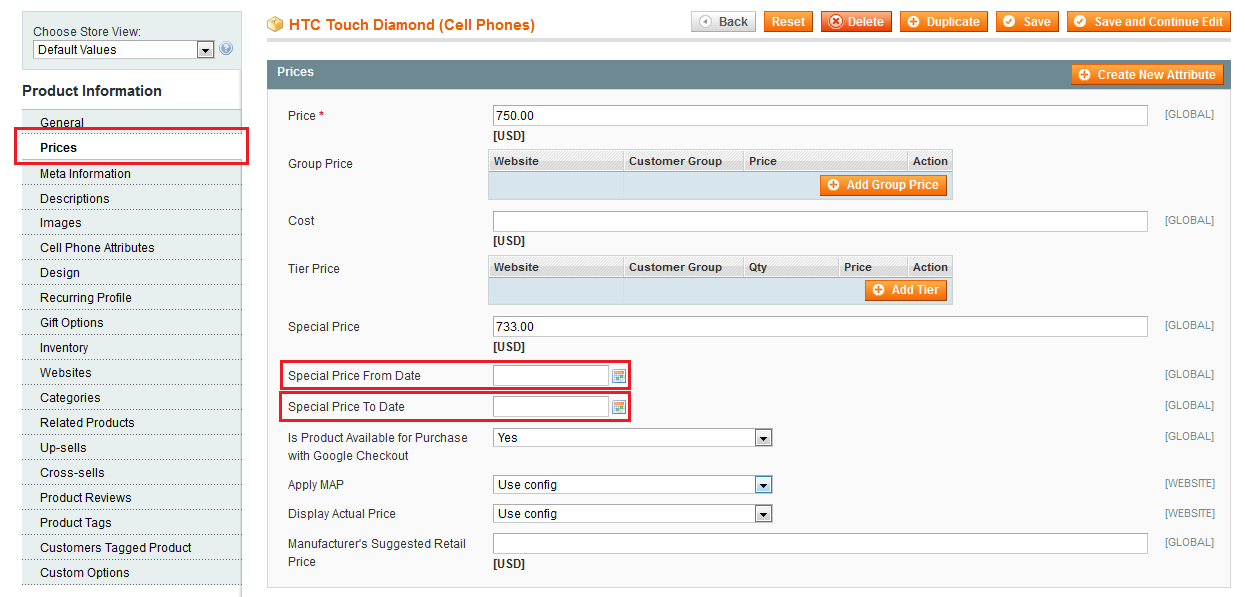 Choose Store View:
Default Values
Product Information
General
Prices
Meta Information
Descriptions
Images
Cell Phone Attributes
Design
Recurring Profile
Gift Options
Inventory
Websites
Categories
Related Products
Up-sells
Cross-sells
Product Reviews
Product Tags
Customers Tagged Product
Custom Options
HTC Touch Diamond (Cell Phones)
Back Reset Delete Duplicate Save Save and Continue Edit
Prices Create New Attribute
Price * 750.00 [GLOBAL]
[USD]
Group Price Website Customer Group Price Action
Add Group Price
Cost [GLOBAL]
[USD]
Tier Price Website Customer Group Qty Price Action
Add Tier
Special Price 733.00 [GLOBAL]
[USD]
Special Price From Date [GLOBAL]
Special Price To Date [GLOBAL]
Is Product Available for Purchase Yes [GLOBAL]
with Google Checkout
Apply MAP Use config [WEBSITE]
Display Actual Price Use config [WEBSITE]
Manufacturer's Suggested Retail [GLOBAL]
Price [USD]